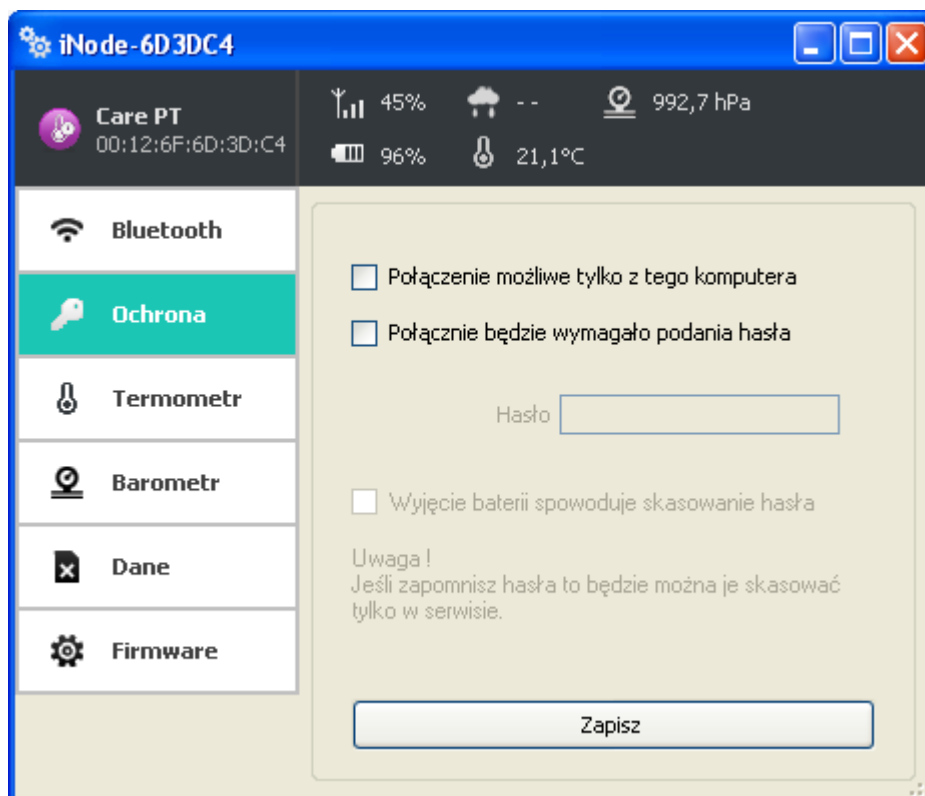 iNode-6D3DC4
Care PT
00:12:6F:6D:3D:C4
45% -- 992,7 hPa
96% 21,1°C
Bluetooth
Ochrona
Termometr
Barometr
Dane
Firmware
Połączenie możliwe tylko z tego komputera
Połącznie będzie wymagało podania hasła
Hasło
Wyjęcie baterii spowoduje skasowanie hasła
Uwaga !
Jeśli zapomnisz hasła to będzie można je skasować
tylko w serwisie.
Zapisz